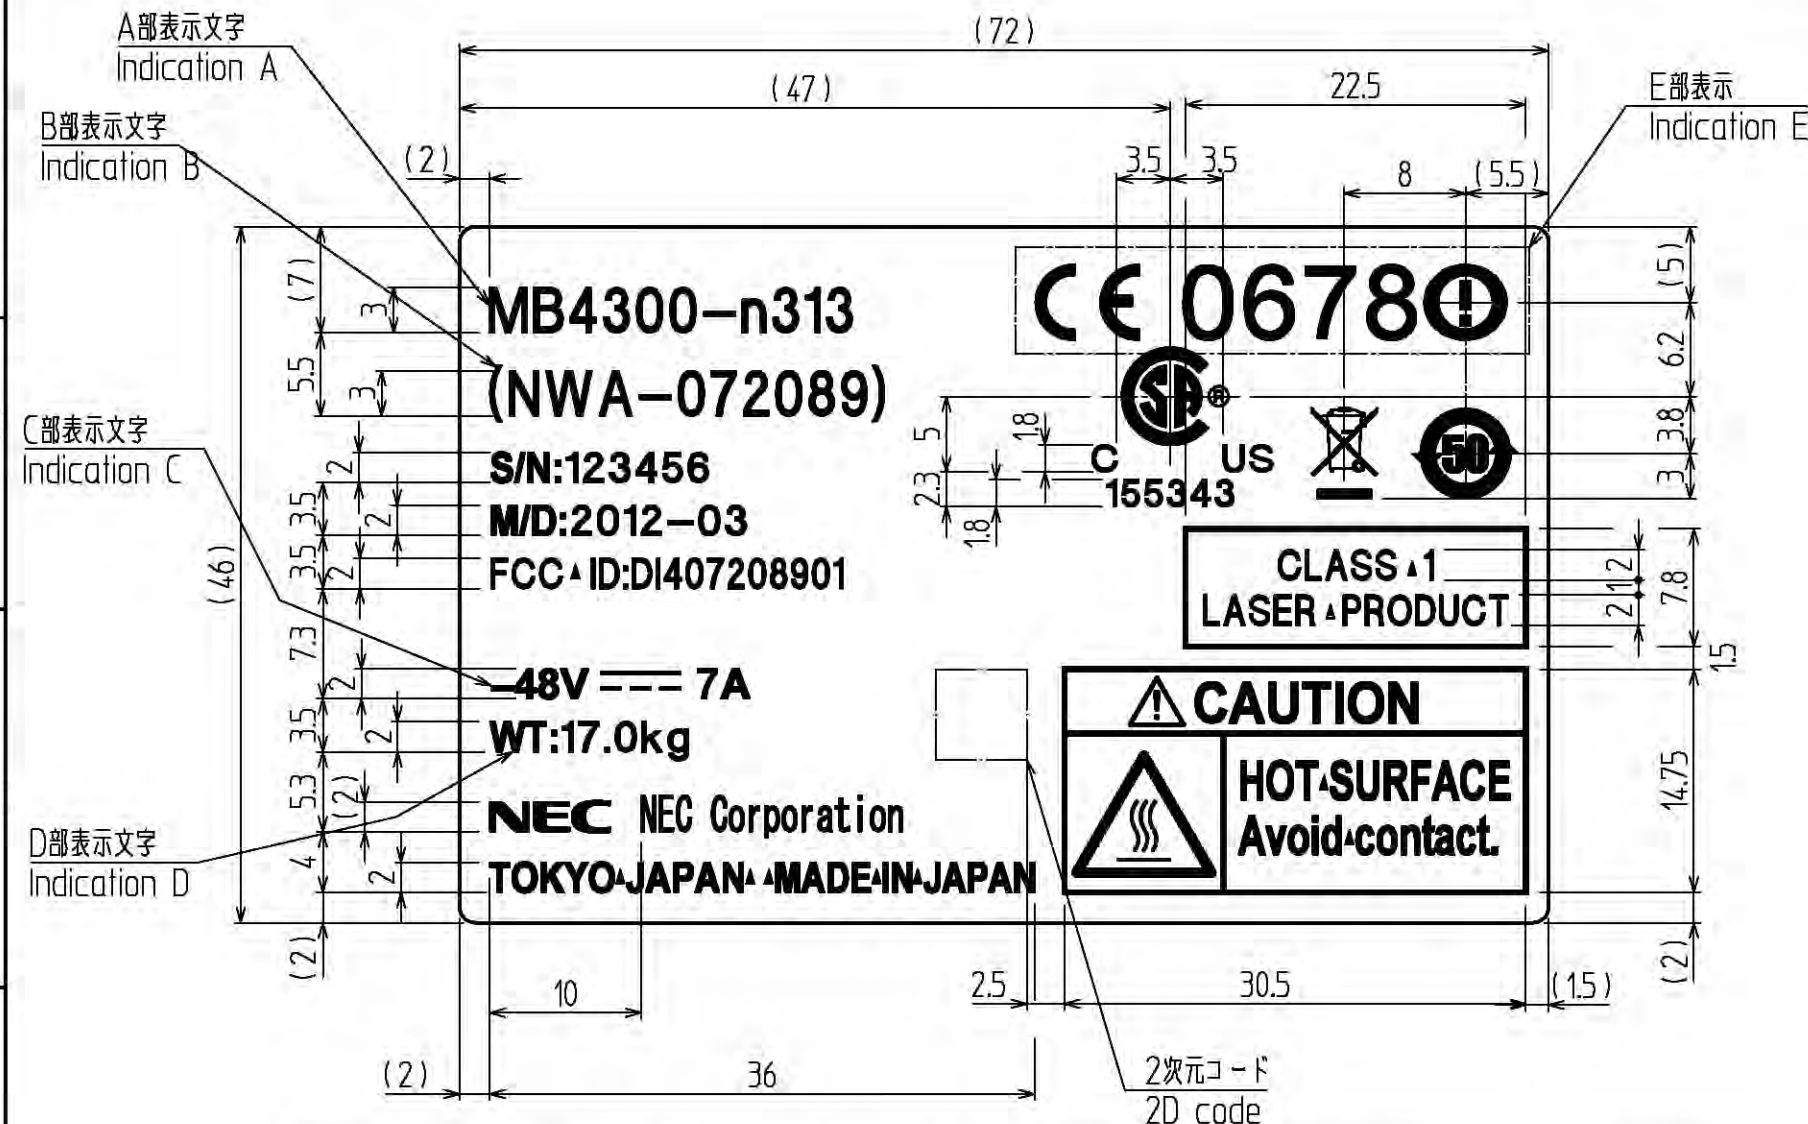 A部表示文字
Indication A
B部表示文字
Indication B
C部表示文字
Indication C
D部表示文字
Indication D
E部表示
Indication E
(72)
(47)
22.5
(2)
3.5
3.5
8
(5.5)
(46)
(7)
3
5.5
3
2
3.5
2
3.5
2
7.3
2
3.5
2
5.3
(2)
4
2
(2)
MB4300-n313
(NWA-072089)
S/N:123456
M/D:2012-03
FCC▲ID:DI407208901
-48V ⎓ 7A
WT:17.0kg
NEC NEC Corporation
TOKYO▲JAPAN▲▲MADE▲IN▲JAPAN
CE 0678 !
SA ®
C US
155343
50
5
1.8
2.3
1.8
CLASS▲1
LASER▲PRODUCT
! CAUTION
HOT▲SURFACE
Avoid▲contact.
(5)
6.2
3.8
3
2
1
2
7.8
1.5
14.75
(2)
10
2.5
30.5
(1.5)
(2)
36
2次元コード
2D code